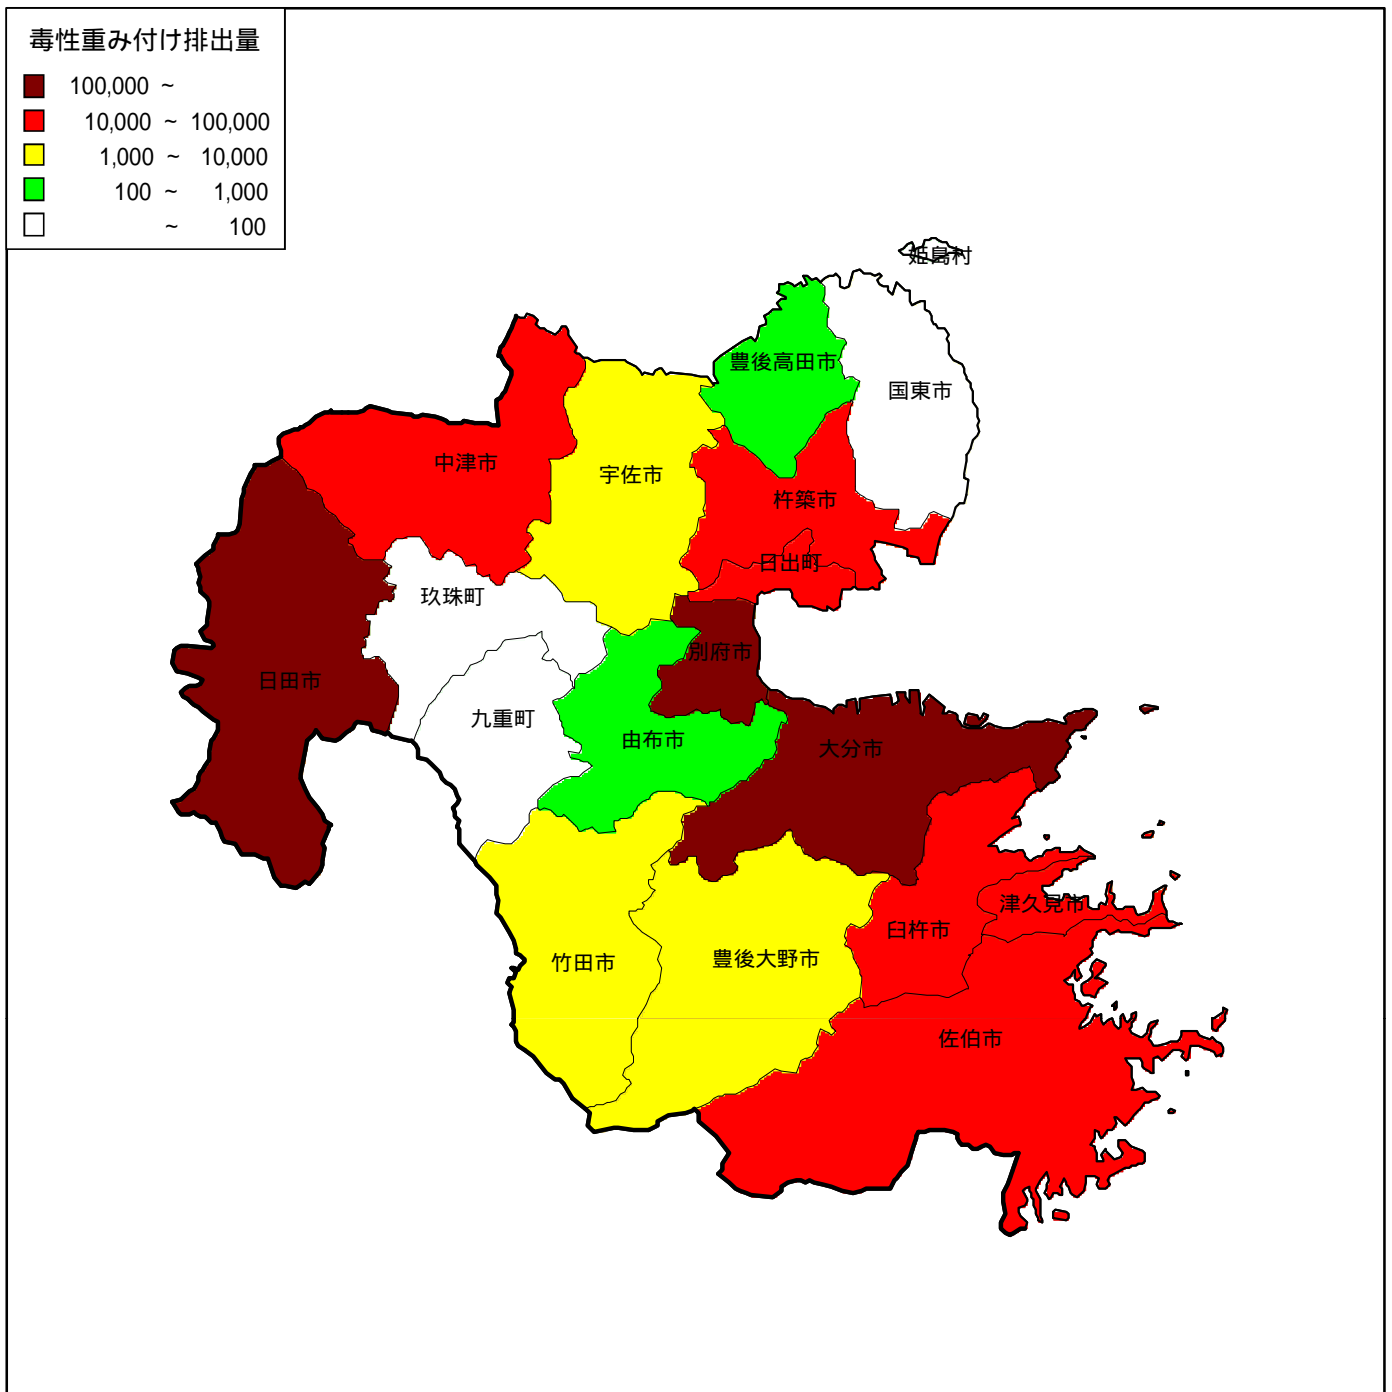 毒性重み付け排出量
100,000 ~
10,000 ~ 100,000
1,000 ~ 10,000
100 ~ 1,000
~ 100
姫島村
豊後高田市
国東市
中津市
宇佐市
杵築市
日出町
玖珠町
別府市
日田市
九重町
由布市
大分市
津久見市
臼杵市
竹田市
豊後大野市
佐伯市